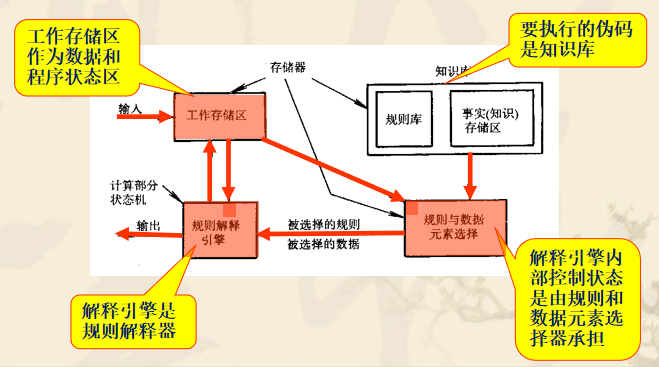 工作存储区
作为数据和
程序状态区
要执行的伪码
是知识库
存储器
知识库
输入
工作存储区
规则库
事实(知识)
存储区
计算部分
状态机
输出
规则解释
引擎
被选择的规则
被选择的数据
规则与数据
元素选择
解释引擎是
规则解释器
解释引擎内
部控制状态
是由规则和
数据元素选
择器承担